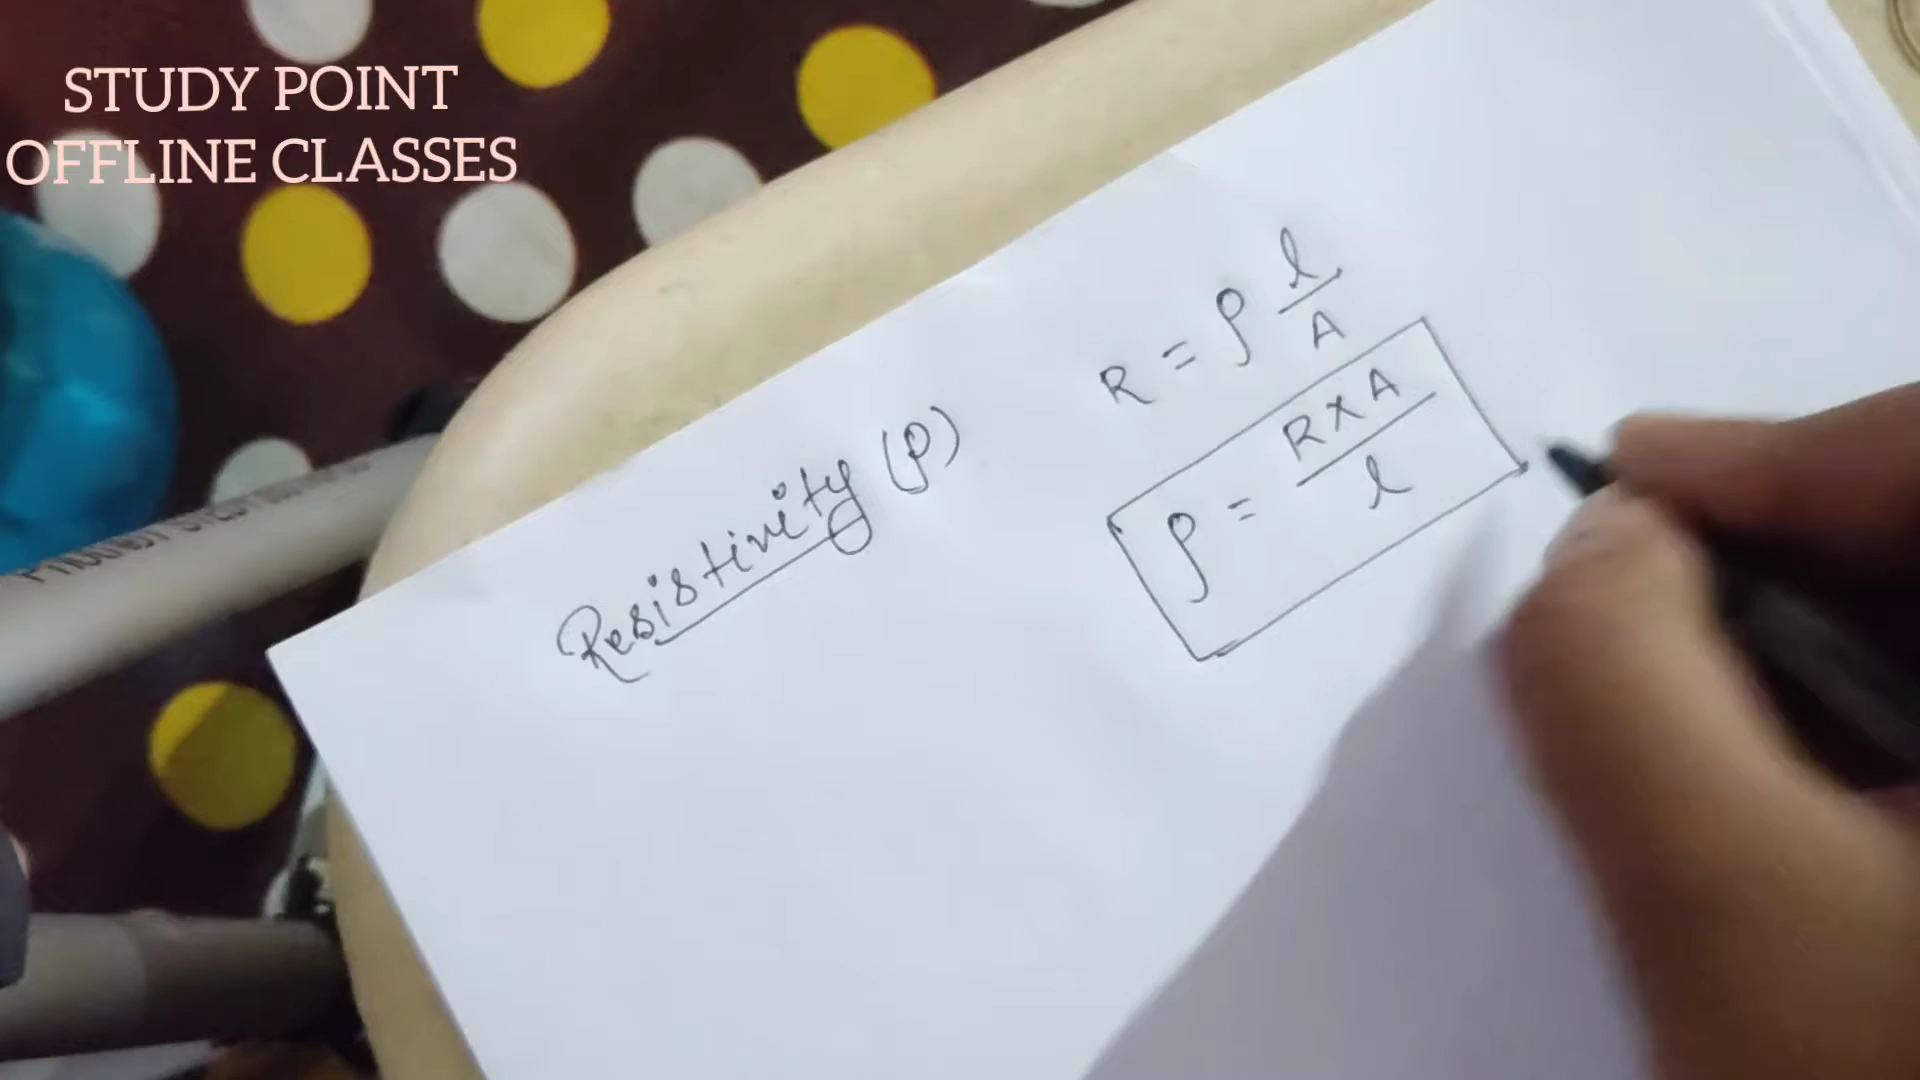 STUDY POINT
OFFLINE CLASSES
Resistivity (ρ)
R = ρ l/A
ρ = R×A/l